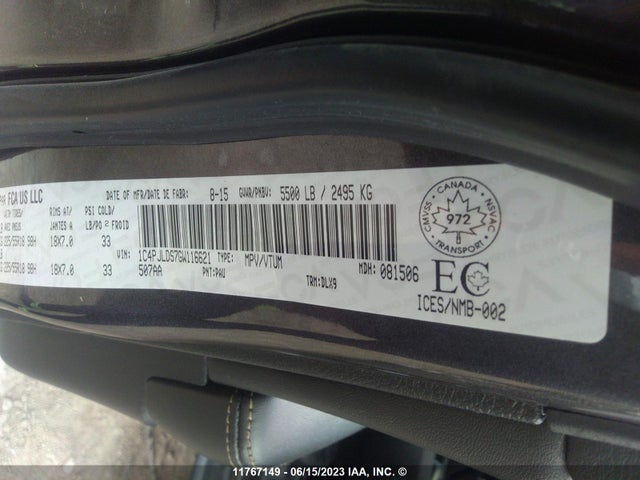 FCA US LLC
DATE OF MFR/DATE DE FABR: 8-15 GVWR/PNBV: 5500 LB / 2495 KG
RIMS AT/ PSI COLD/
JANTES A LB/PO 2 FROID
18X7.0 33
18X7.0 33
VIN: 1C4PJLDS7GW116621 TYPE: MPV/VTUM
507AA PNT:PAU TRM:DLX9 MDH: 081506
CANADA
CMVSS 972 NSVAC
TRANSPORT
EC
ICES/NMB-002
11767149 - 06/15/2023 IAA, INC. ©